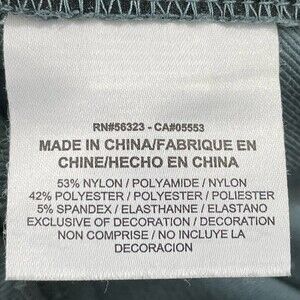 RN#56323 - CA#05553
MADE IN CHINA/FABRIQUE EN
CHINE/HECHO EN CHINA
53% NYLON / POLYAMIDE / NYLON
42% POLYESTER / POLYESTER / POLIESTER
5% SPANDEX / ELASTHANNE / ELASTANO
EXCLUSIVE OF DECORATION / DECORATION
NON COMPRISE / NO INCLUYE LA
DECORACION